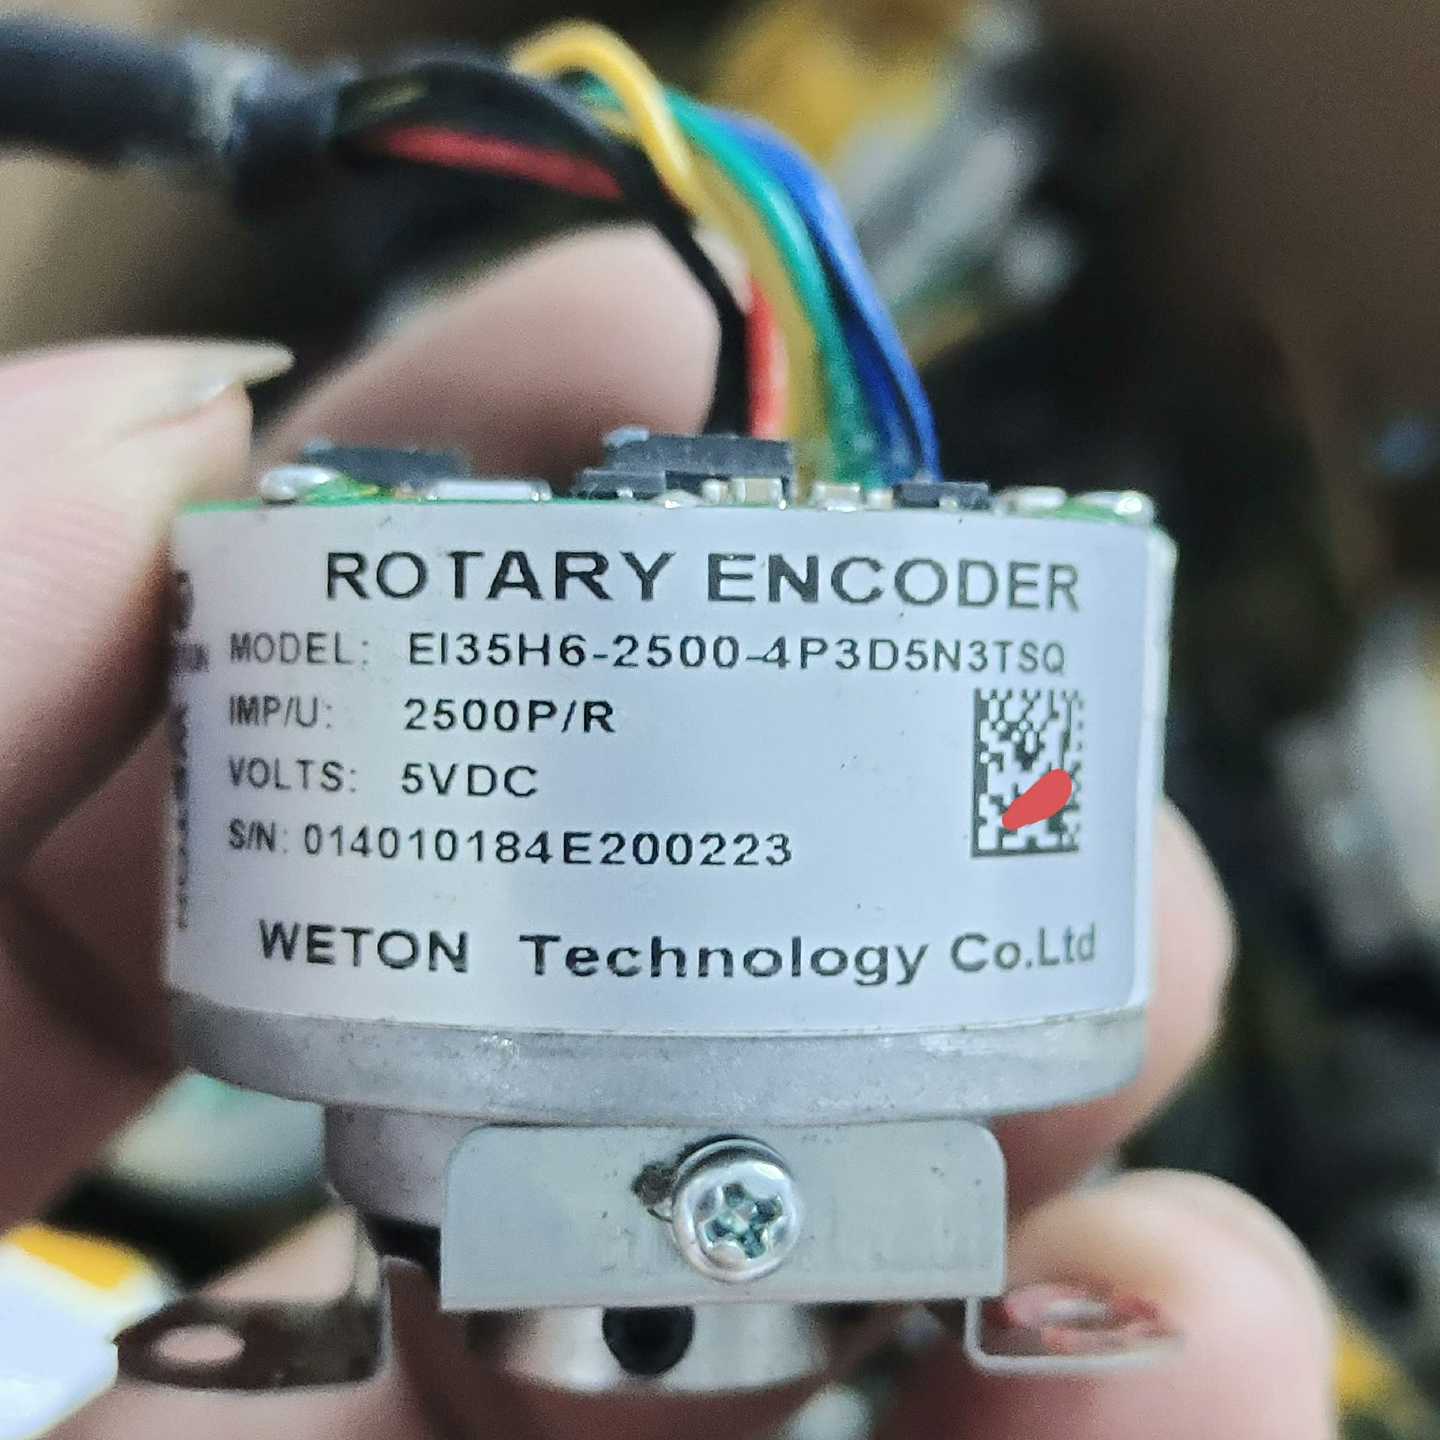 ROTARY ENCODER
MODEL: EI35H6-2500-4P3D5N3TSQ
IMP/U: 2500P/R
VOLTS: 5VDC
S/N: 014010184E200223
WETON Technology Co.Ltd